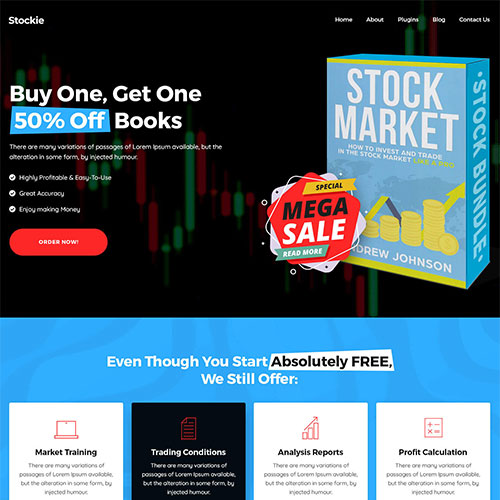 Stockie
Home About Plugins Blog Contact Us
Buy One, Get One
50% Off Books
There are many variations of passages of Lorem Ipsum available, but the
alteration in some form, by injected humour.
Highly Profitable & Easy-To-Use
Great Accuracy
Enjoy making Money
ORDER NOW!
STOCK
MARKET
HOW TO INVEST AND TRADE
IN THE STOCK MARKET LIKE A PRO
STOCK BUNDLE.
SPECIAL
MEGA
SALE
READ MORE
DREW JOHNSON
Even Though You Start Absolutely FREE,
We Still Offer:
Market Training
There are many variations of
passages of Lorem Ipsum available,
but the alteration in some form, by
injected humour.
Trading Conditions
There are many variations of
passages of Lorem Ipsum available,
but the alteration in some form, by
injected humour.
Analysis Reports
There are many variations of
passages of Lorem Ipsum available,
but the alteration in some form, by
injected humour.
Profit Calculation
There are many variations of
passages of Lorem Ipsum available,
but the alteration in some form, by
injected humour.